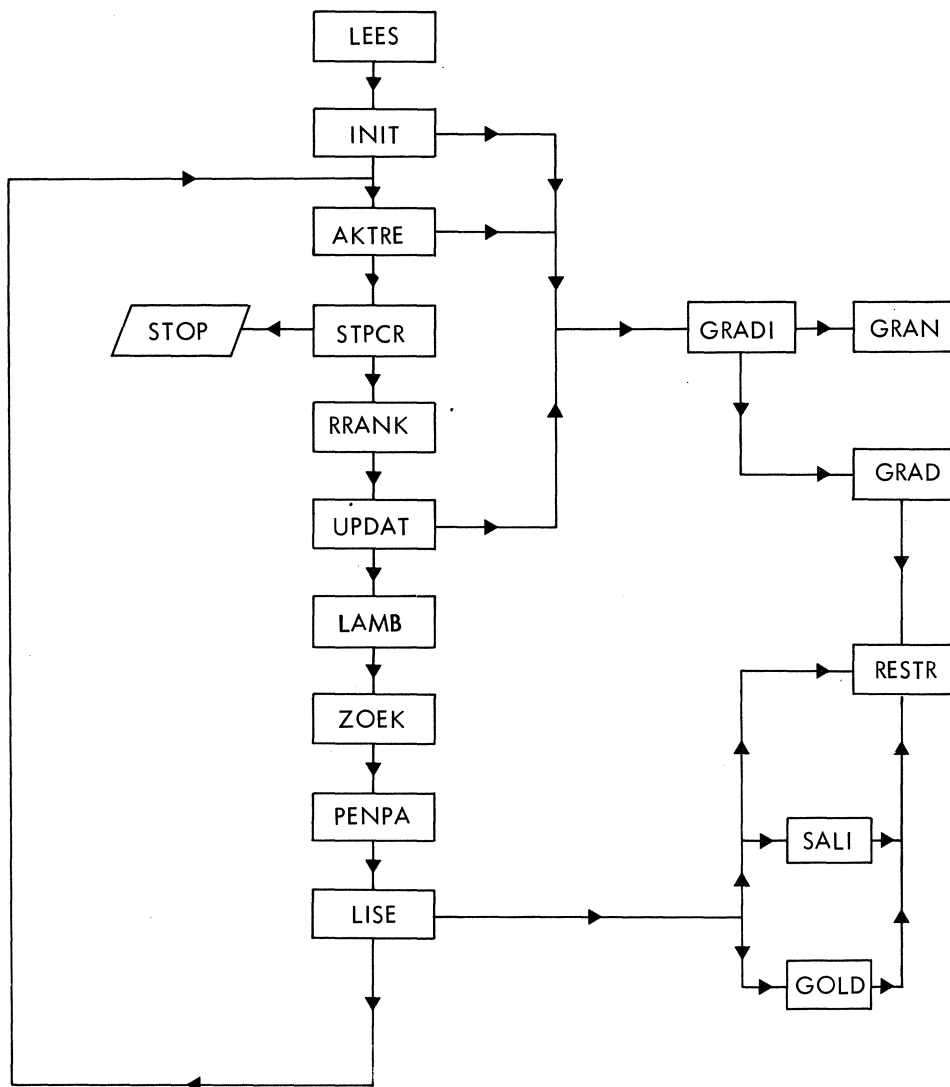 LEES
INIT
AKTRE
STOP
STPCR
GRADI
GRAN
RRANK
GRAD
UPDAT
LAMB
RESTR
ZOEK
PENPA
SALI
LISE
GOLD